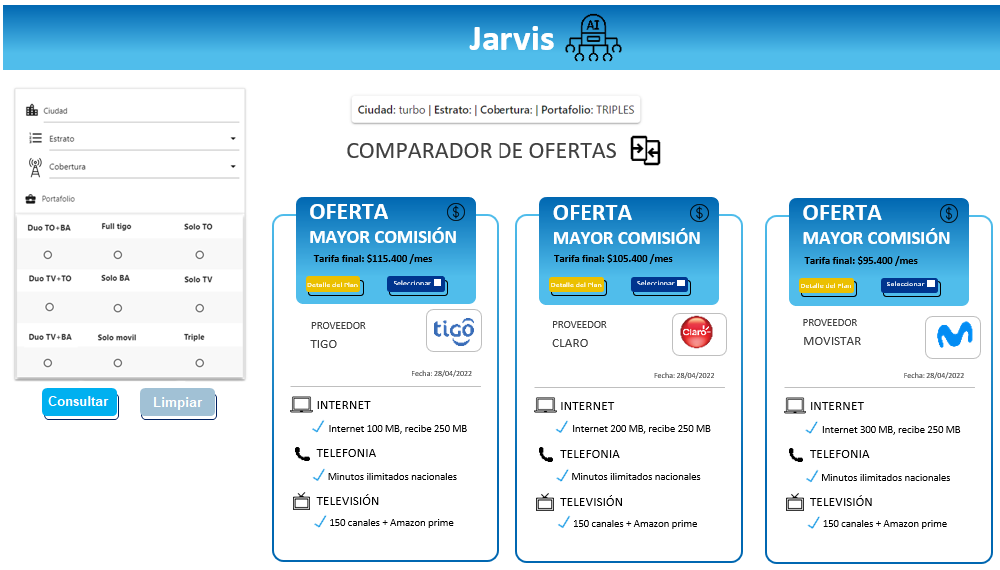 Jarvis
AI
Ciudad
Estrato
Cobertura
Portafolio
Duo TO+BA Full tigo Solo TO
Duo TV+TO Solo BA Solo TV
Duo TV+BA Solo movil Triple
Consultar Limpiar
Ciudad: turbo | Estrato: | Cobertura: | Portafolio: TRIPLES
COMPARADOR DE OFERTAS
OFERTA
$
MAYOR COMISIÓN
Tarifa final: $115.400 /mes
Detalle del Plan Seleccionar
PROVEEDOR
TIGO
tigo
Fecha: 28/04/2022
INTERNET
Internet 100 MB, recibe 250 MB
TELEFONIA
Minutos ilimitados nacionales
TELEVISIÓN
150 canales + Amazon prime
OFERTA
$
MAYOR COMISIÓN
Tarifa final: $105.400 /mes
Detalle del Plan Seleccionar
PROVEEDOR
CLARO
Claro
Fecha: 28/04/2022
INTERNET
Internet 200 MB, recibe 250 MB
TELEFONIA
Minutos ilimitados nacionales
TELEVISIÓN
150 canales + Amazon prime
OFERTA
$
MAYOR COMISIÓN
Tarifa final: $95.400 /mes
Detalle del Plan Seleccionar
PROVEEDOR
MOVISTAR
Fecha: 28/04/2022
INTERNET
Internet 300 MB, recibe 250 MB
TELEFONIA
Minutos ilimitados nacionales
TELEVISIÓN
150 canales + Amazon prime